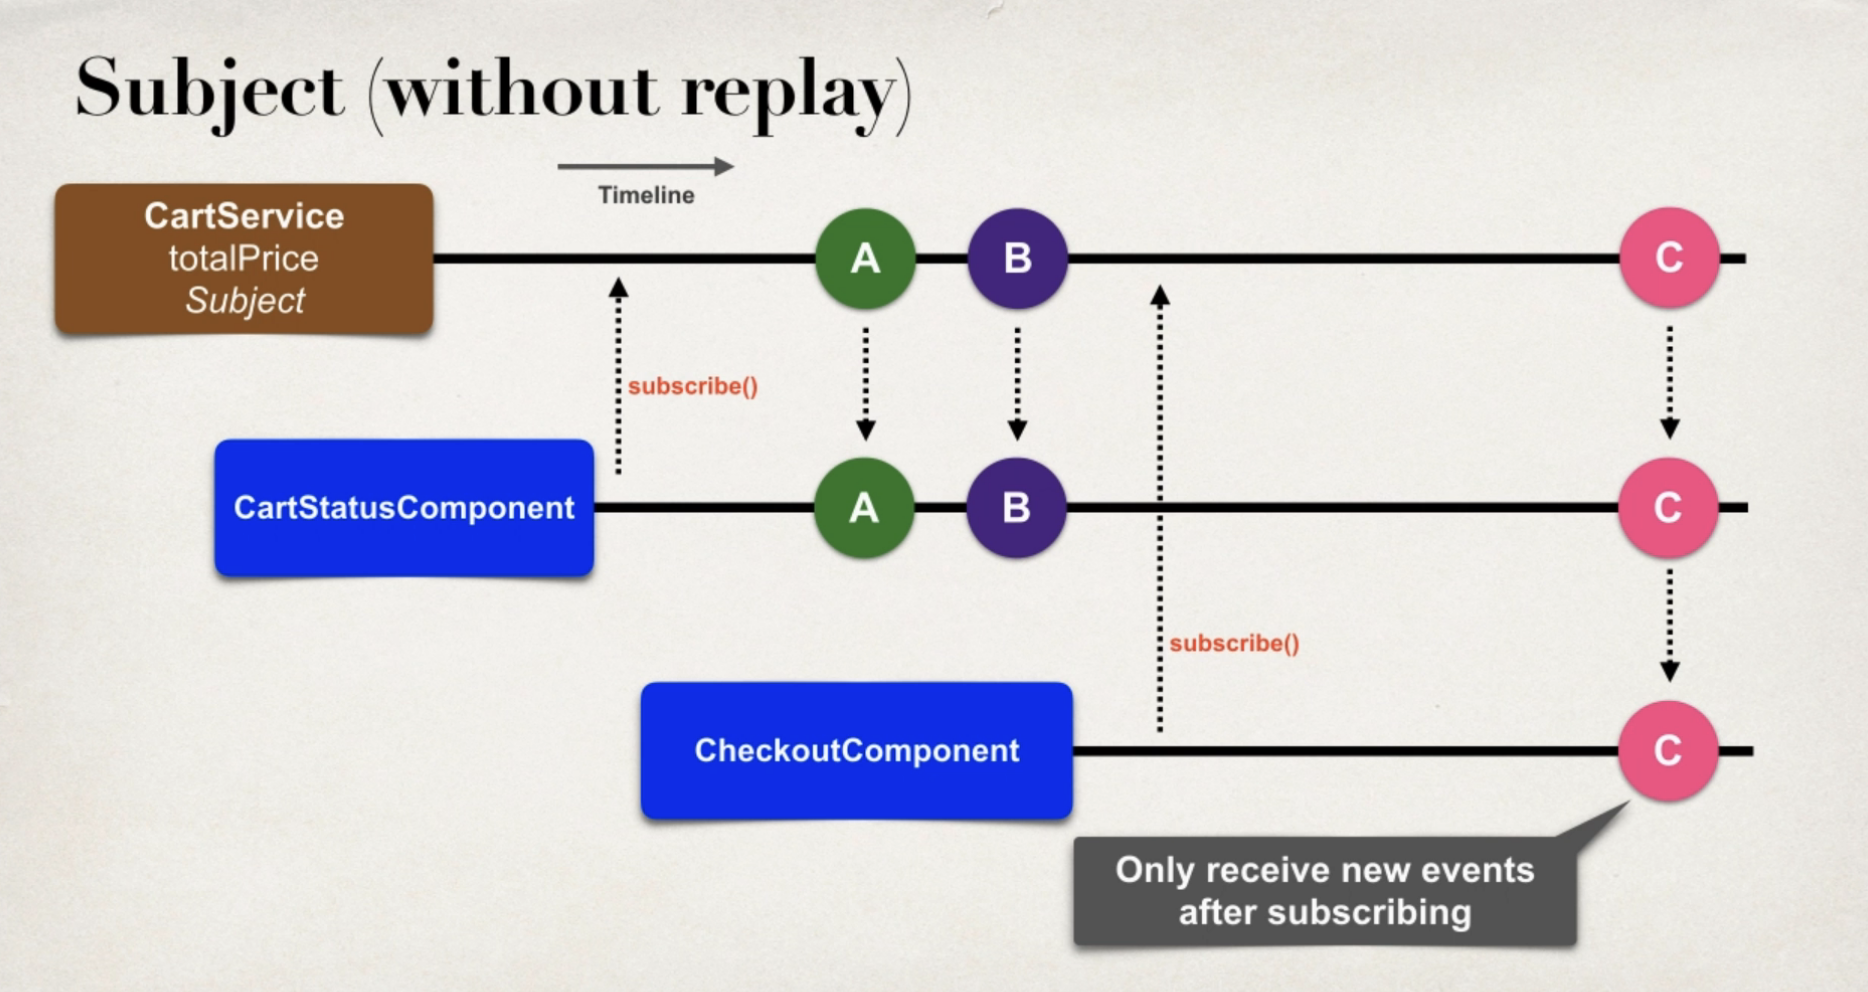 Subject (without replay)
Timeline
CartService
totalPrice
Subject
A
B
C
subscribe()
CartStatusComponent
A
B
C
subscribe()
CheckoutComponent
C
Only receive new events
after subscribing